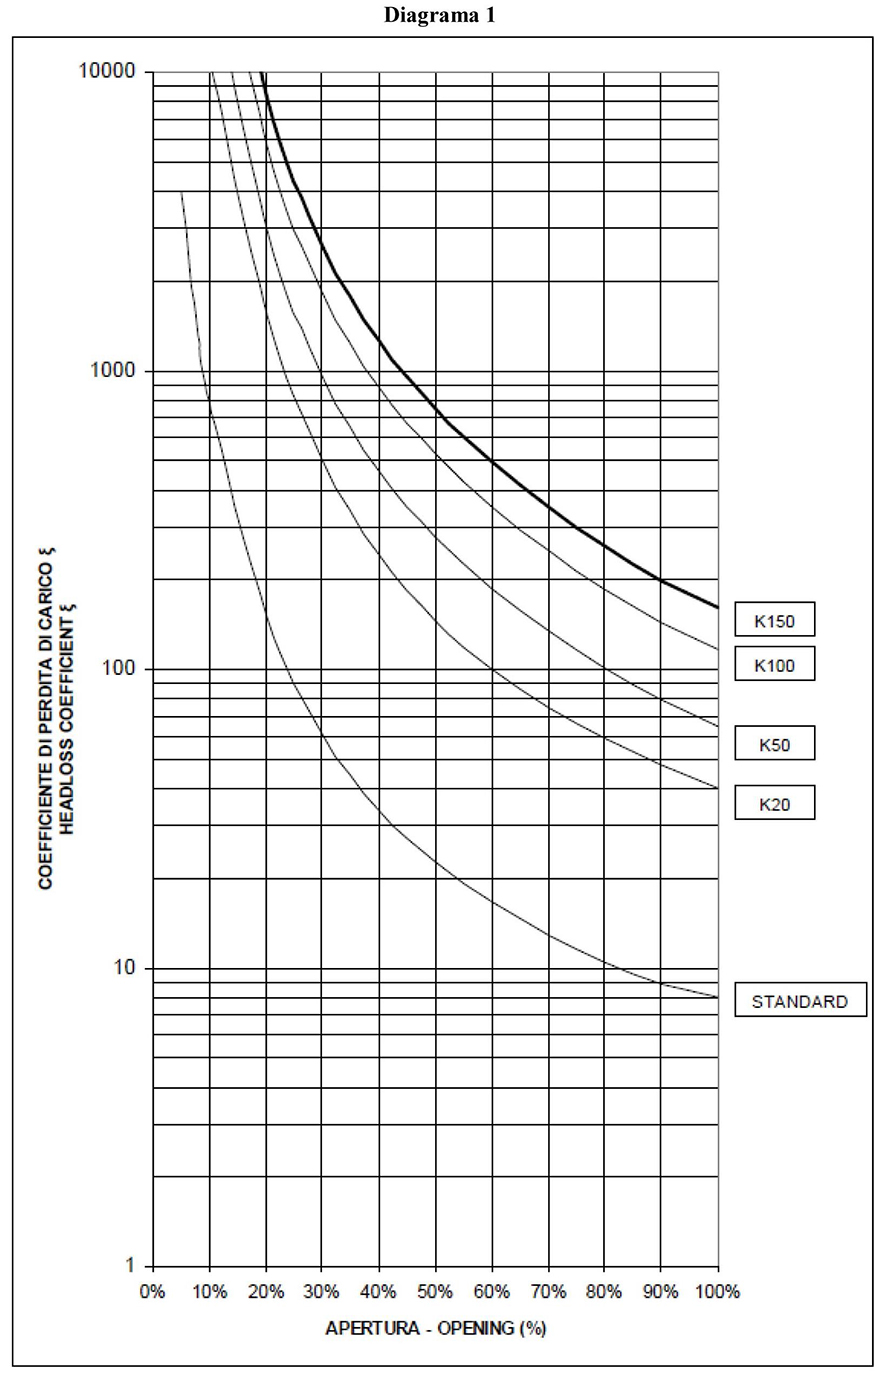 Diagrama 1
10000
1000
100
10
1
COEFFICIENTE DI PERDITA DI CARICO ξ
HEADLOSS COEFFICIENT ξ
K150
K100
K50
K20
STANDARD
0% 10% 20% 30% 40% 50% 60% 70% 80% 90% 100%
APERTURA - OPENING (%)